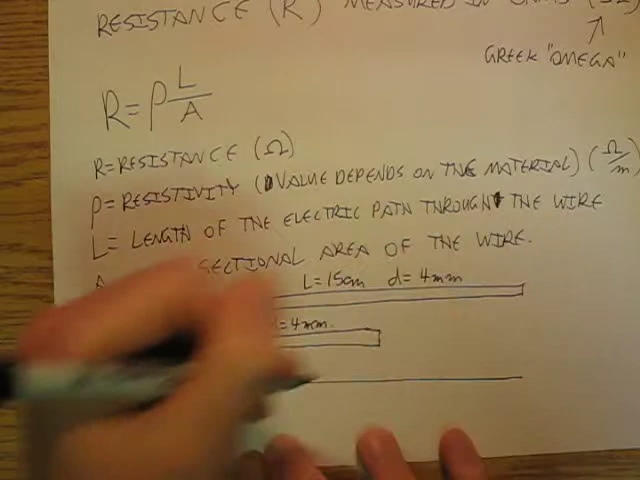 RESISTANCE (R) MEASURED IN OHMS (Ω)
GREEK "OMEGA"
R=ρ L/A
R=RESISTANCE (Ω)
ρ=RESISTIVITY (VALUE DEPENDS ON THE MATERIAL) (Ω/m)
L= LENGTH OF THE ELECTRIC PATH THROUGH THE WIRE
A SECTIONAL AREA OF THE WIRE.
L=15cm d=4mm
=4mm.